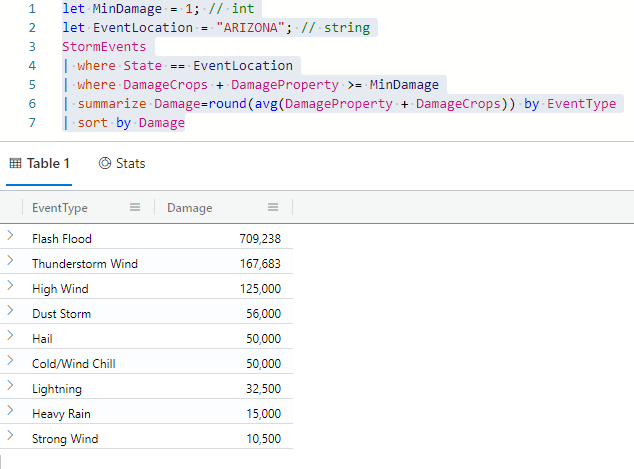 1 let MinDamage = 1; // int
2 let EventLocation = "ARIZONA"; // string
3 StormEvents
4 | where State == EventLocation
5 | where DamageCrops + DamageProperty >= MinDamage
6 | summarize Damage=round(avg(DamageProperty + DamageCrops)) by EventType
7 | sort by Damage
Table 1 Stats
EventType Damage
Flash Flood 709,238
Thunderstorm Wind 167,683
High Wind 125,000
Dust Storm 56,000
Hail 50,000
Cold/Wind Chill 50,000
Lightning 32,500
Heavy Rain 15,000
Strong Wind 10,500